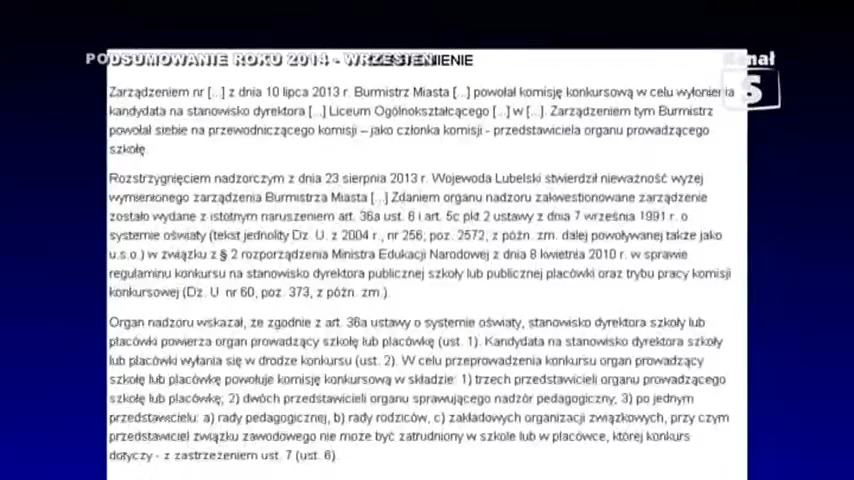 PODSUMOWANIE ROKU 2014 - WRZESIEŃ
Kanał
S
Zarządzeniem nr [...] z dnia 10 lipca 2013 r. Burmistrz Miasta [...] powołał komisję konkursową w celu wyłonienia
kandydata na stanowisko dyrektora [...] Liceum Ogólnokształcącego [...] w [...]. Zarządzeniem tym Burmistrz
powołał siebie na przewodniczącego komisji – jako członka komisji - przedstawiciela organu prowadzącego
szkołę.
Rozstrzygnięciem nadzorczym z dnia 23 sierpnia 2013 r. Wojewoda Lubelski stwierdził nieważność wyżej
wymienionego zarządzenia Burmistrza Miasta [...] Zdaniem organu nadzoru zakwestionowane zarządzenie
zostało wydane z istotnym naruszeniem art. 36a ust. 6 i art. 5c pkt 2 ustawy z dnia 7 września 1991 r. o
systemie oświaty (tekst jednolity Dz. U. z 2004 r., nr 256; poz. 2572, z późn. zm. dalej powoływanej także jako
u.s.o.) w związku z § 2 rozporządzenia Ministra Edukacji Narodowej z dnia 8 kwietnia 2010 r. w sprawie
regulaminu konkursu na stanowisko dyrektora publicznej szkoły lub publicznej placówki oraz trybu pracy komisji
konkursowej (Dz. U. nr 60, poz. 373, z późn. zm.).
Organ nadzoru wskazał, że zgodnie z art. 36a ustawy o systemie oświaty, stanowisko dyrektora szkoły lub
placówki powierza organ prowadzący szkołę lub placówkę (ust. 1). Kandydata na stanowisko dyrektora szkoły
lub placówki wyłania się w drodze konkursu (ust. 2). W celu przeprowadzenia konkursu organ prowadzący
szkołę lub placówkę powołuje komisję konkursową w składzie: 1) trzech przedstawicieli organu prowadzącego
szkołę lub placówkę; 2) dwóch przedstawicieli organu sprawującego nadzór pedagogiczny, 3) po jednym
przedstawicielu: a) rady pedagogicznej, b) rady rodziców, c) zakładowych organizacji związkowych, przy czym
przedstawiciel związku zawodowego nie może być zatrudniony w szkole lub w placówce, której konkurs
dotyczy - z zastrzeżeniem ust. 7 (ust. 6).